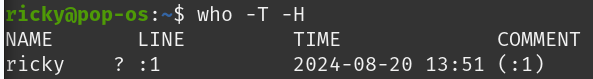 ricky@pop-os:~$ who -T -H
NAME       LINE         TIME             COMMENT
ricky    ? :1           2024-08-20 13:51 (:1)